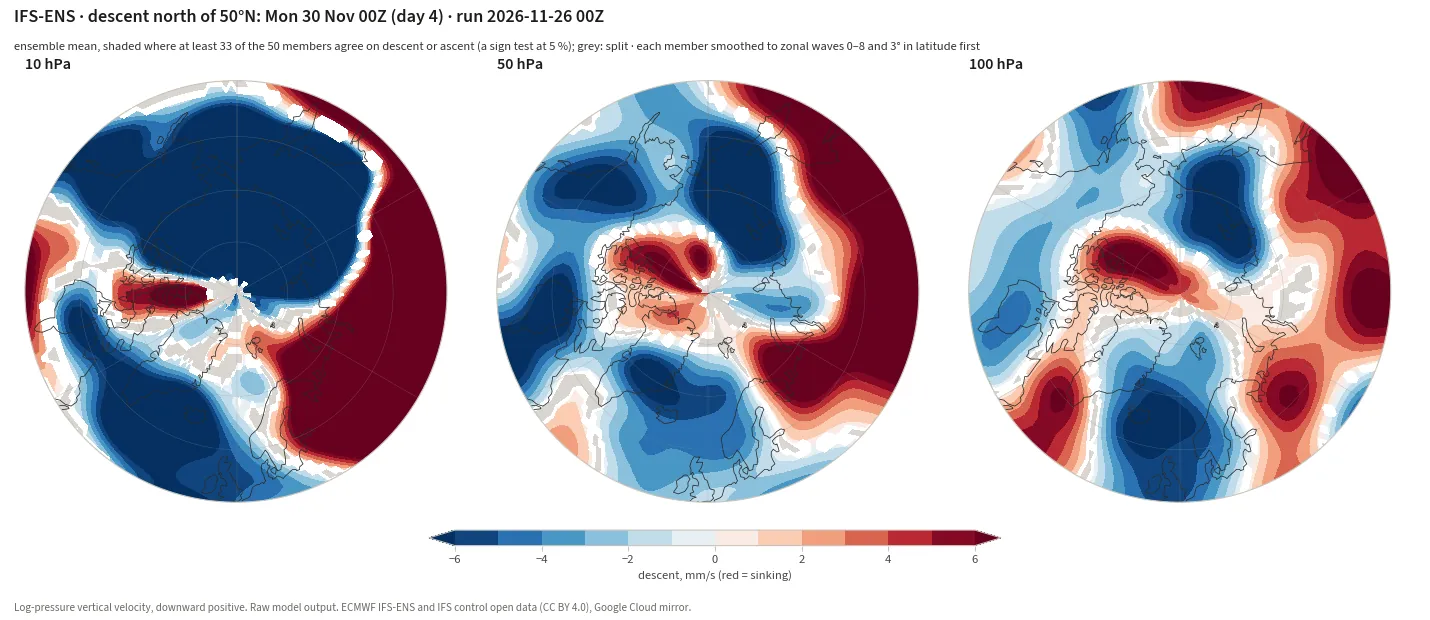 IFS-ENS · descent north of 50°N: Mon 30 Nov 00Z (day 4) · run 2026-11-26 00Z
ensemble mean, shaded where at least 33 of the 50 members agree on descent or ascent (a sign test at 5 %); grey: split · each member smoothed to zonal waves 0–8 and 3° in latitude first
10 hPa
50 hPa
100 hPa
−6 −4 −2 0 2 4 6
descent, mm/s (red = sinking)
Log-pressure vertical velocity, downward positive. Raw model output. ECMWF IFS-ENS and IFS control open data (CC BY 4.0), Google Cloud mirror.